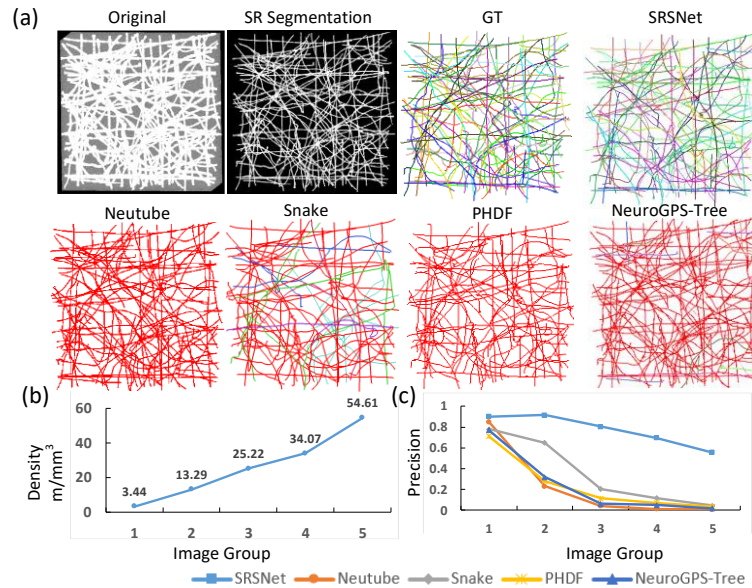 (a)
Original SR Segmentation GT SRSNet
Neutube Snake PHDF NeuroGPS-Tree
(b)
60
40
20
0
Density
m/mm³
3.44 13.29 25.22 34.07 54.61
1 2 3 4 5
Image Group
(c)
1
0.8
0.6
0.4
0.2
0
Precision
1 2 3 4 5
Image Group
SRSNet Neutube Snake PHDF NeuroGPS-Tree